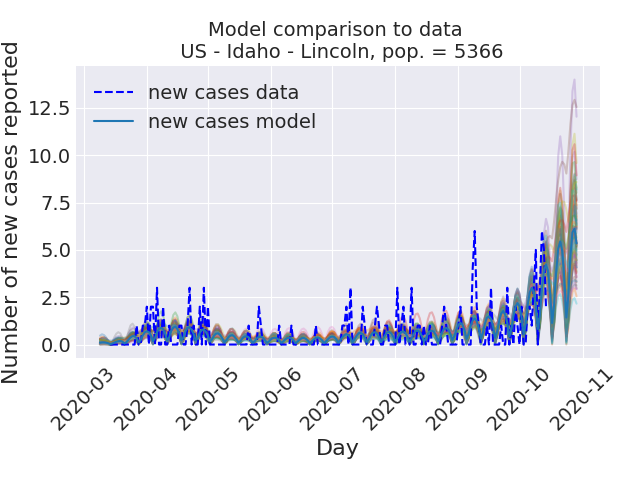 Model comparison to data
US - Idaho - Lincoln, pop. = 5366
Number of new cases reported
12.5
10.0
7.5
5.0
2.5
0.0
new cases data
new cases model
2020-03
2020-04
2020-05
2020-06
2020-07
2020-08
2020-09
2020-10
2020-11
Day